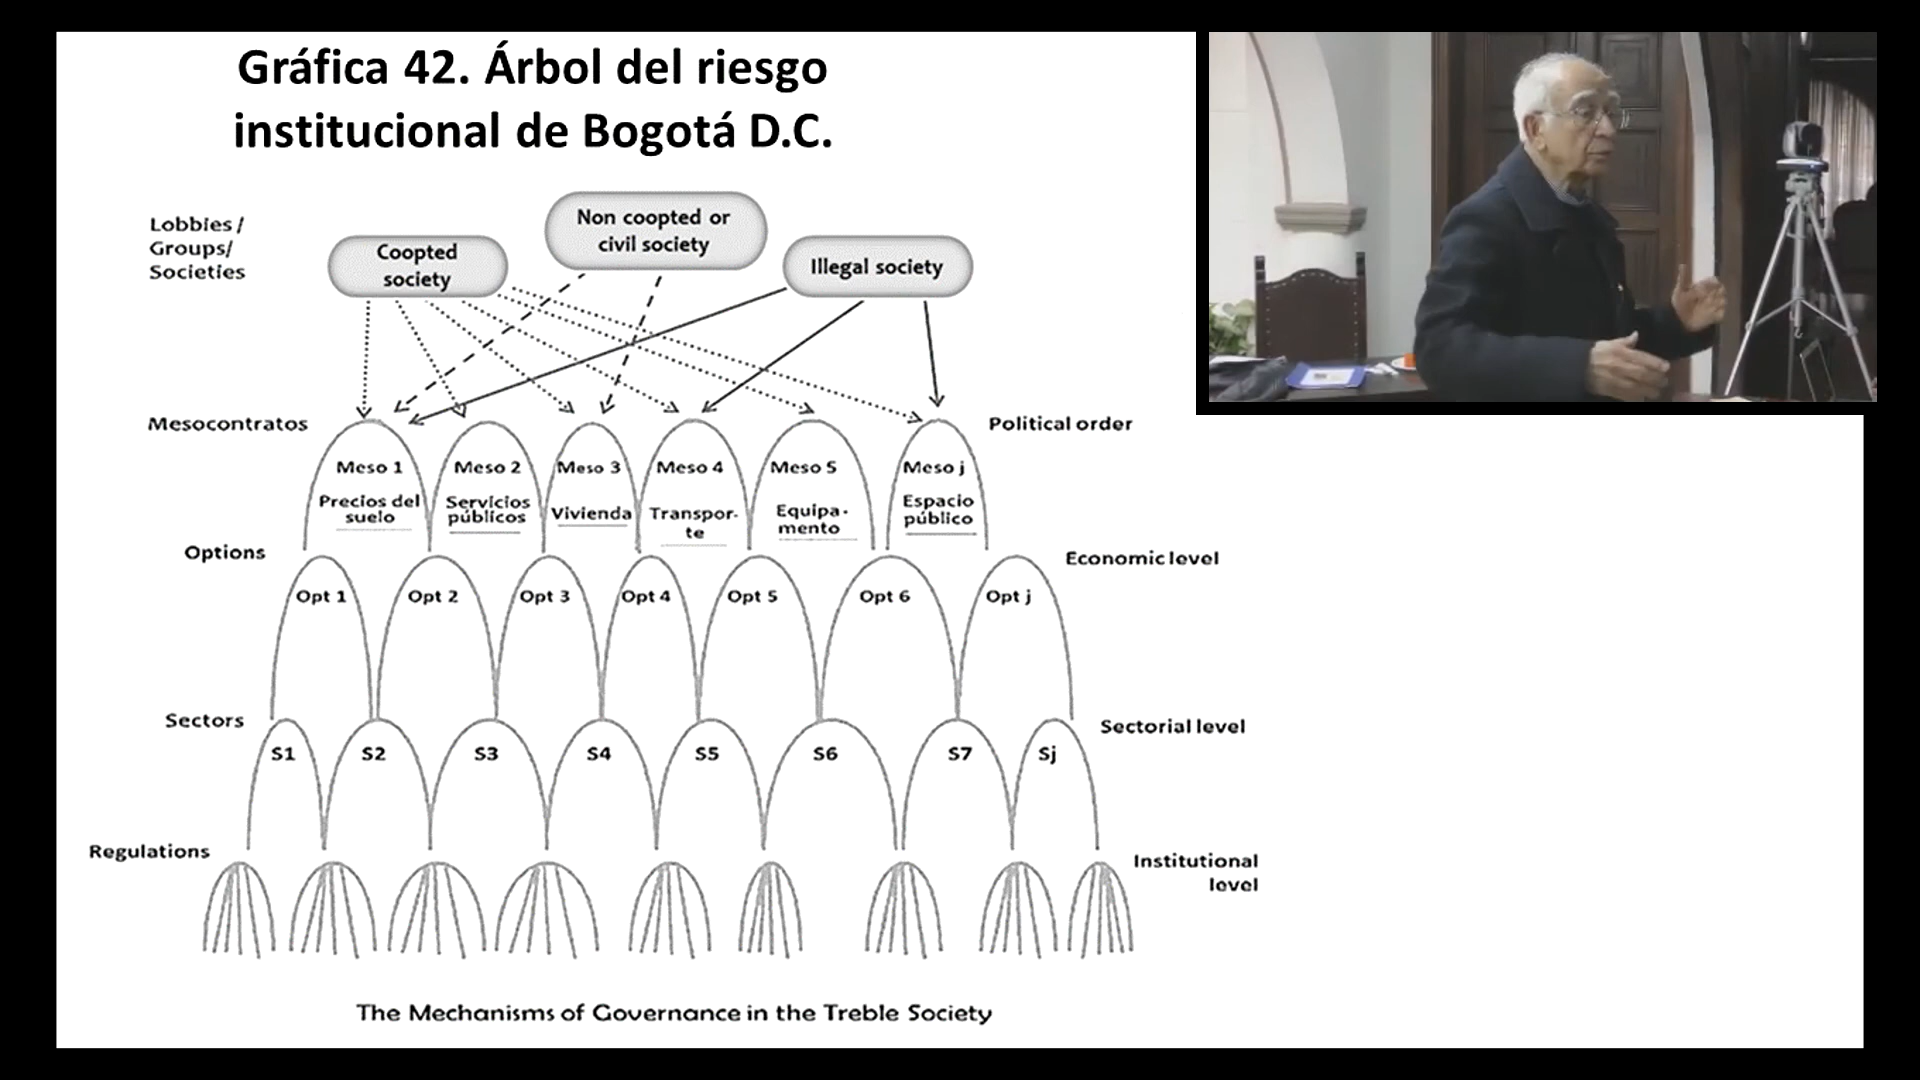 Gráfica 42. Árbol del riesgo
institucional de Bogotá D.C.
Lobbies /
Groups/
Societies
Coopted
society
Non coopted or
civil society
Illegal society
Mesocontratos
Political order
Meso 1
Precios del
suelo
Meso 2
Servicios
públicos
Meso 3
Vivienda
Meso 4
Transpor-
te
Meso 5
Equipa-
mento
Meso j
Espacio
público
Options
Economic level
Opt 1
Opt 2
Opt 3
Opt 4
Opt 5
Opt 6
Opt j
Sectors
Sectorial level
S1
S2
S3
S4
S5
S6
S7
Sj
Regulations
Institutional
level
The Mechanisms of Governance in the Treble Society